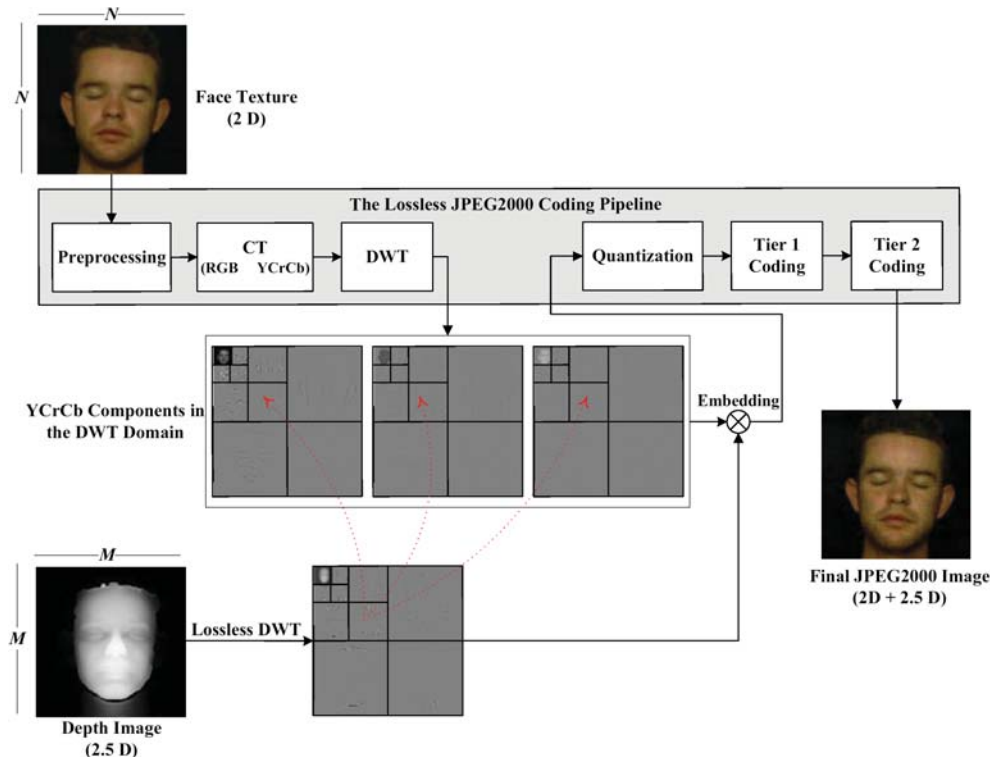 N
N
Face Texture
(2 D)
The Lossless JPEG2000 Coding Pipeline
Preprocessing
CT
(RGB YCrCb)
DWT
Quantization
Tier 1
Coding
Tier 2
Coding
YCrCb Components in
the DWT Domain
Embedding
M
M
Lossless DWT
Depth Image
(2.5 D)
Final JPEG2000 Image
(2D + 2.5 D)